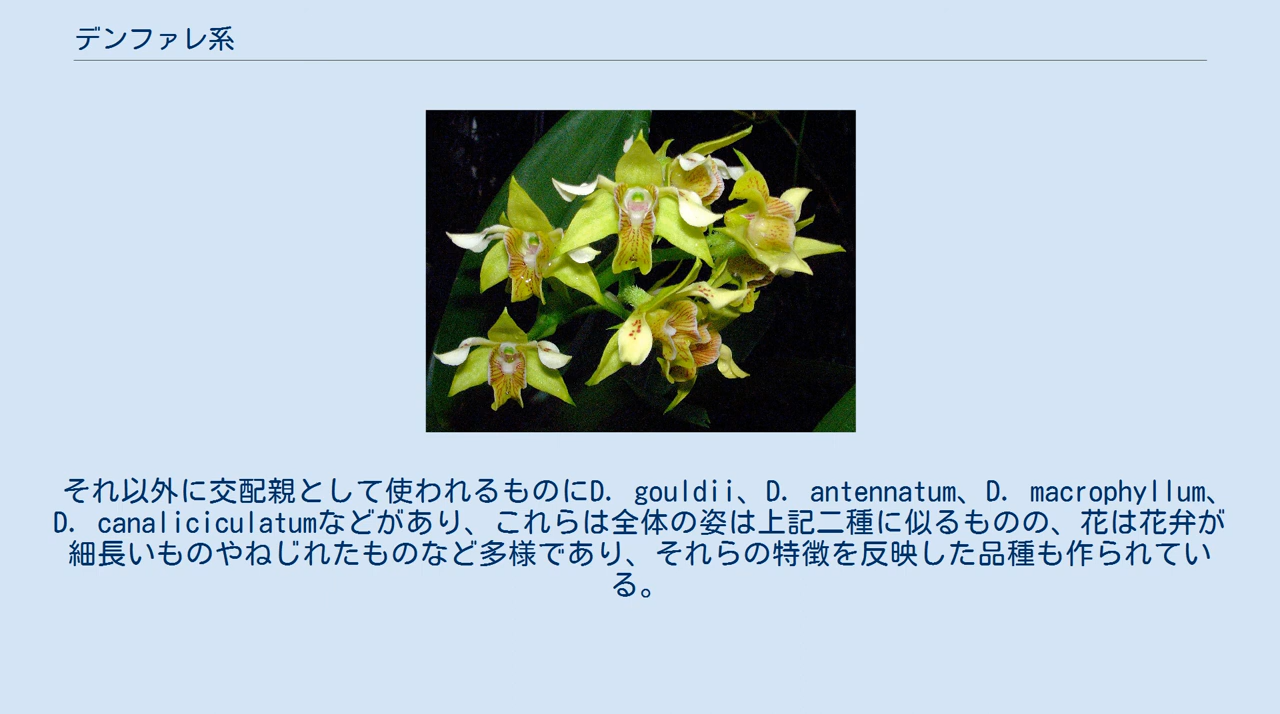 デンファレ系
それ以外に交配親として使われるものにD. gouldii、D. antennatum、D. macrophyllum、
D. canaliciculatumなどがあり、これらは全体の姿は上記二種に似るものの、花は花弁が
細長いものやねじれたものなど多様であり、それらの特徴を反映した品種も作られてい
る。